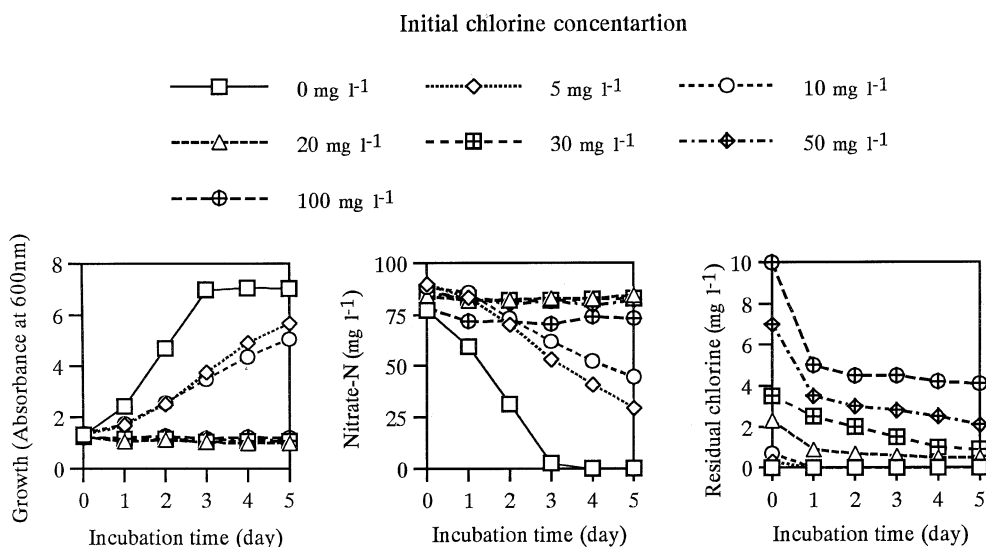 Initial chlorine concentartion
0 mg l-1
5 mg l-1
10 mg l-1
20 mg l-1
30 mg l-1
50 mg l-1
100 mg l-1
Growth (Absorbance at 600nm)
8
6
4
2
0
0 1 2 3 4 5
Incubation time (day)
Nitrate-N (mg l-1)
100
75
50
25
0
0 1 2 3 4 5
Incubation time (day)
Residual chlorine (mg l-1)
10
8
6
4
2
0
0 1 2 3 4 5
Incubation time (day)